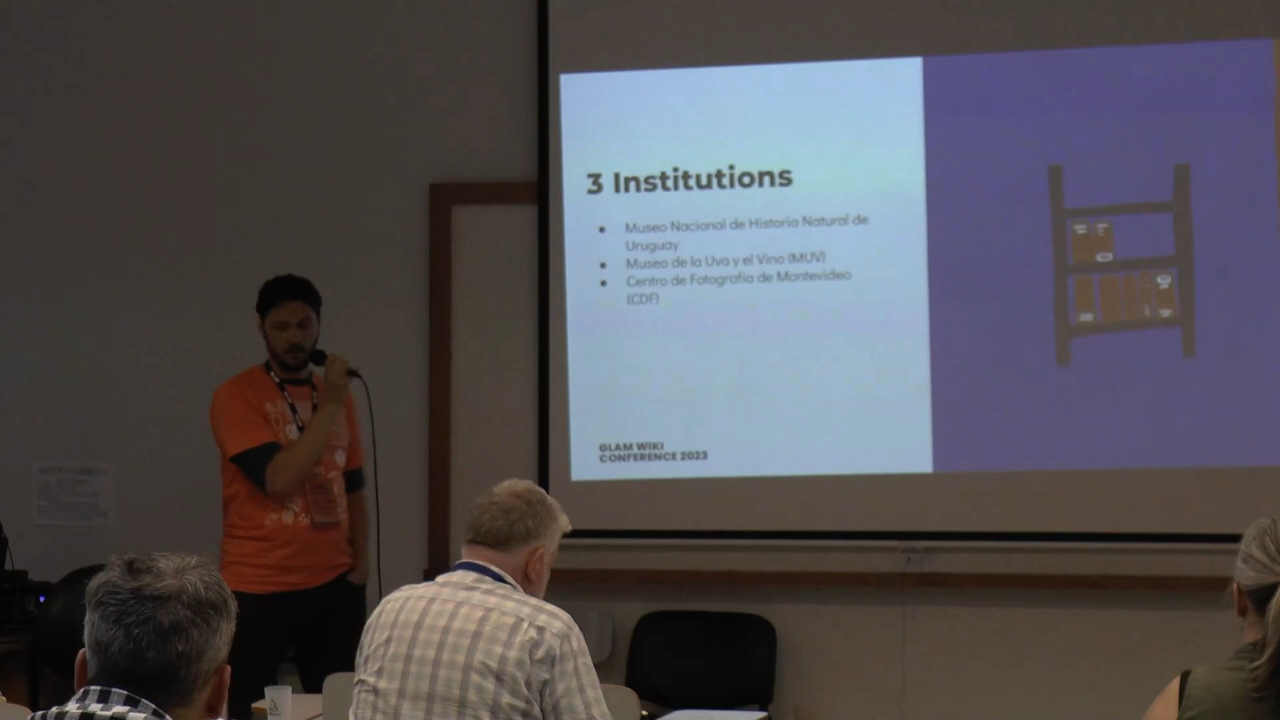 3 Institutions
● Museo Nacional de Historia Natural de
Uruguay
● Museo de la Uva y el Vino (MUV)
● Centro de Fotografía de Montevideo
(CDF)
GLAM WIKI
CONFERENCE 2023